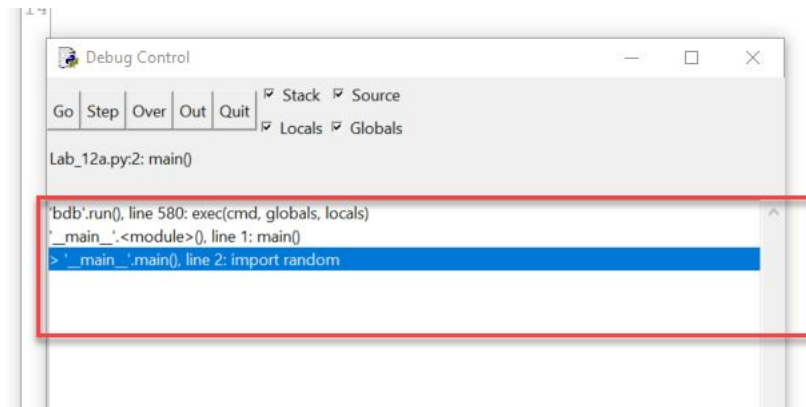 14
Debug Control
Go Step Over Out Quit Stack Source
Locals Globals
Lab_12a.py:2: main()
'bdb'.run(), line 580: exec(cmd, globals, locals)
'__main__'.<module>(), line 1: main()
> '__main__'.main(), line 2: import random